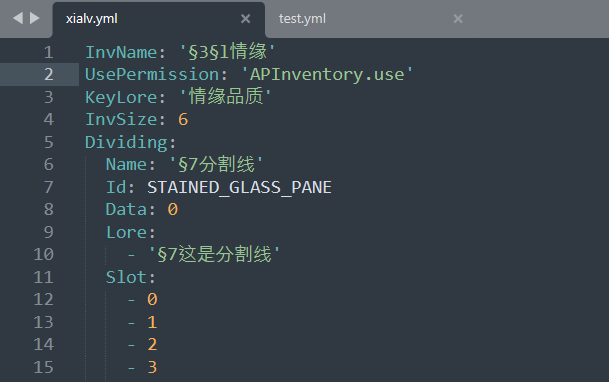 xialv.yml × test.yml ×
1 InvName: '§3§l情缘'
2 UsePermission: 'APInventory.use'
3 KeyLore: '情缘品质'
4 InvSize: 6
5 Dividing:
6 Name: '§7分割线'
7 Id: STAINED_GLASS_PANE
8 Data: 0
9 Lore:
10 - '§7这是分割线'
11 Slot:
12 - 0
13 - 1
14 - 2
15 - 3